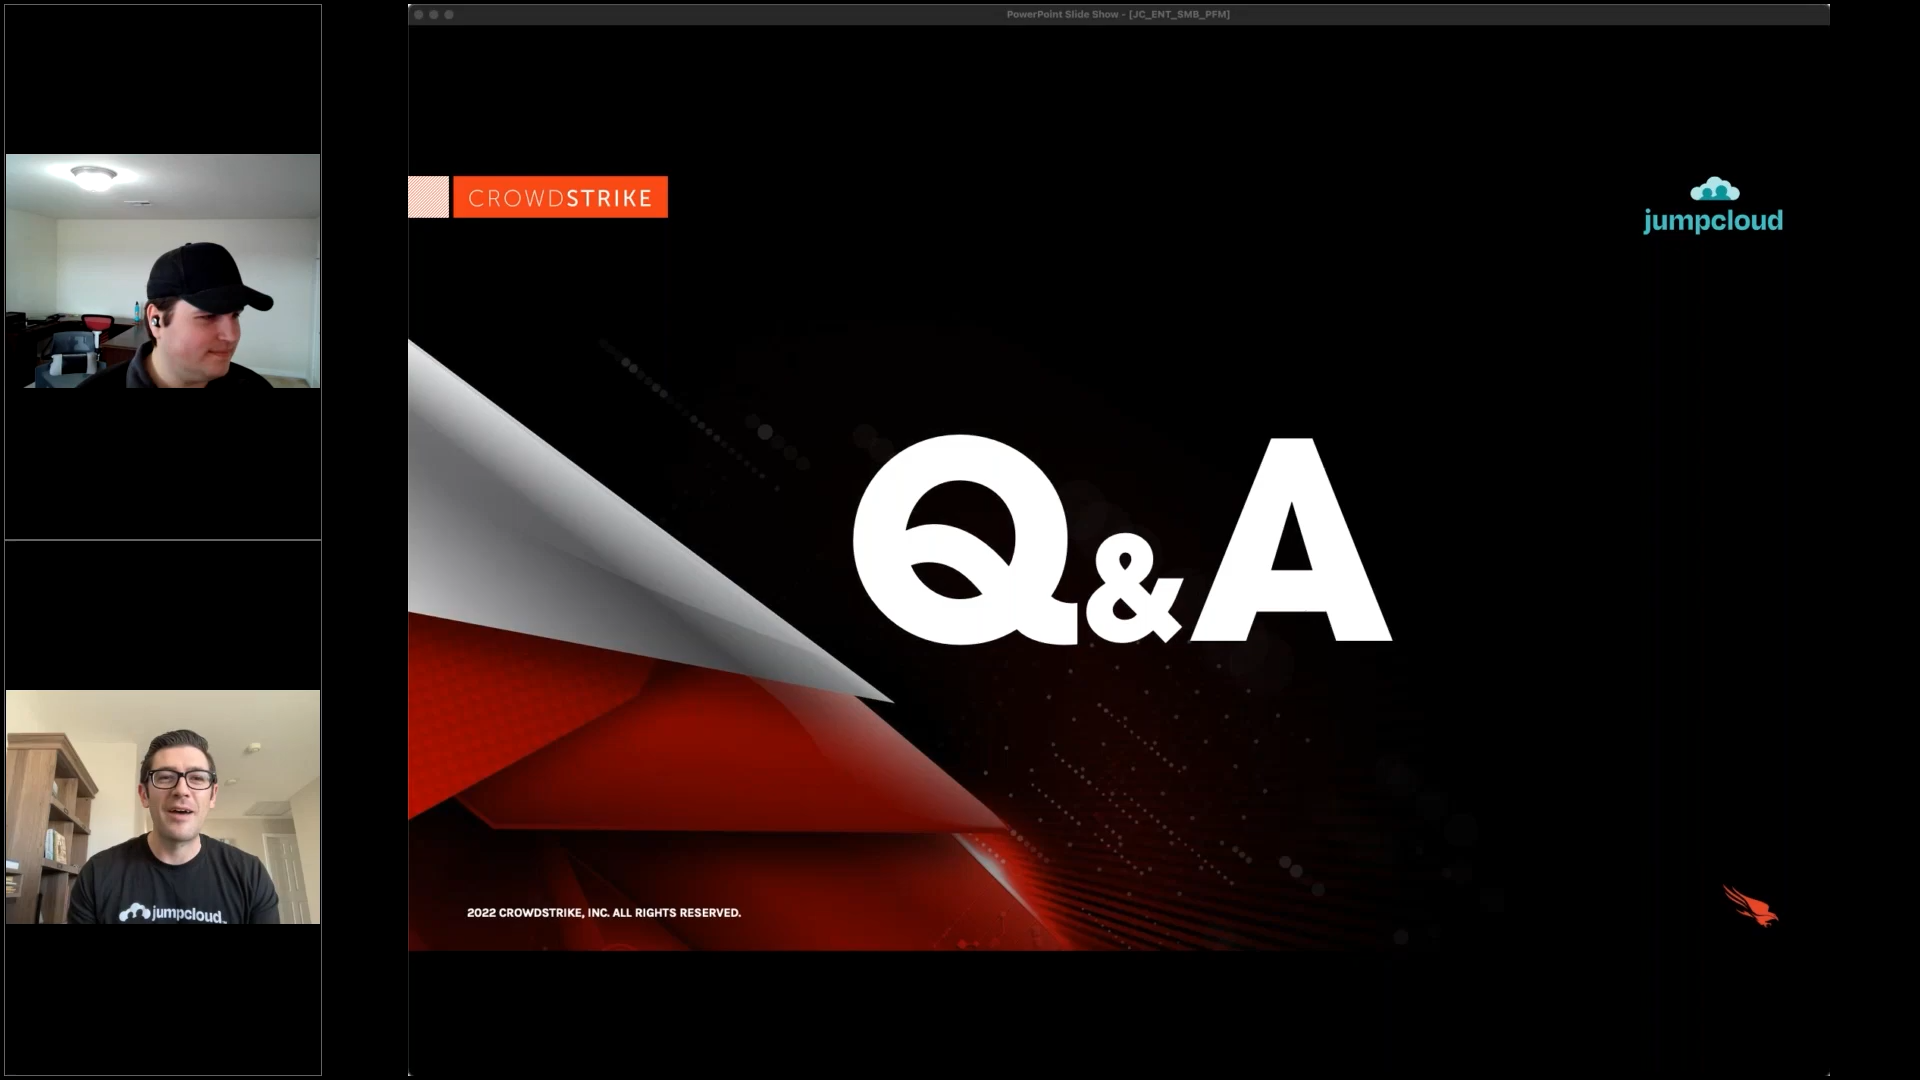 PowerPoint Slide Show - [JC_ENT_SMB_PFM]
CROWDSTRIKE
jumpcloud
Q&A
jumpcloud
2022 CROWDSTRIKE, INC. ALL RIGHTS RESERVED.